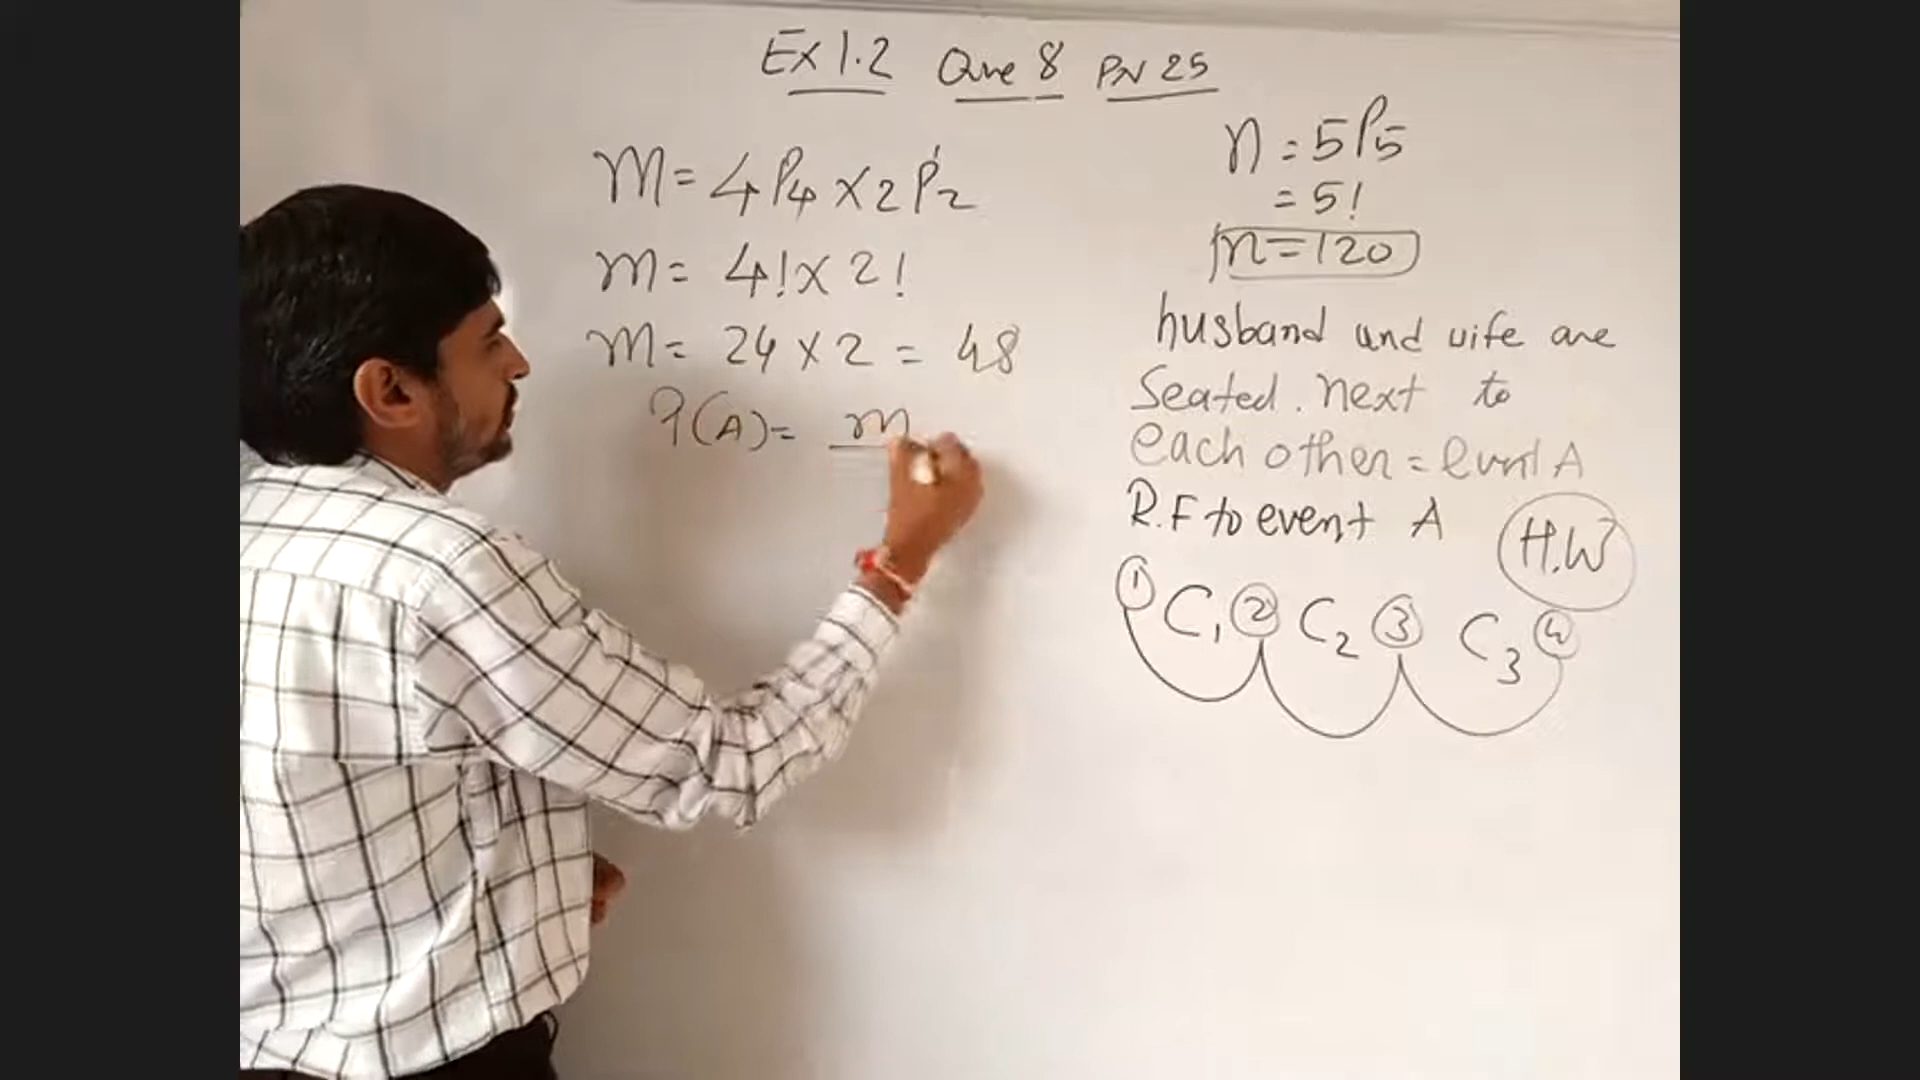 Ex 1.2 Que 8 PN 25
m = 4P4 x 2P2
m = 4! x 2!
m = 24 x 2 = 48
P(A) = m
n = 5P5
= 5!
n = 120
husband and wife are
Seated. next to
each other = event A
R.F to event A
H.W
① C1 ② C2 ③ C3 ④